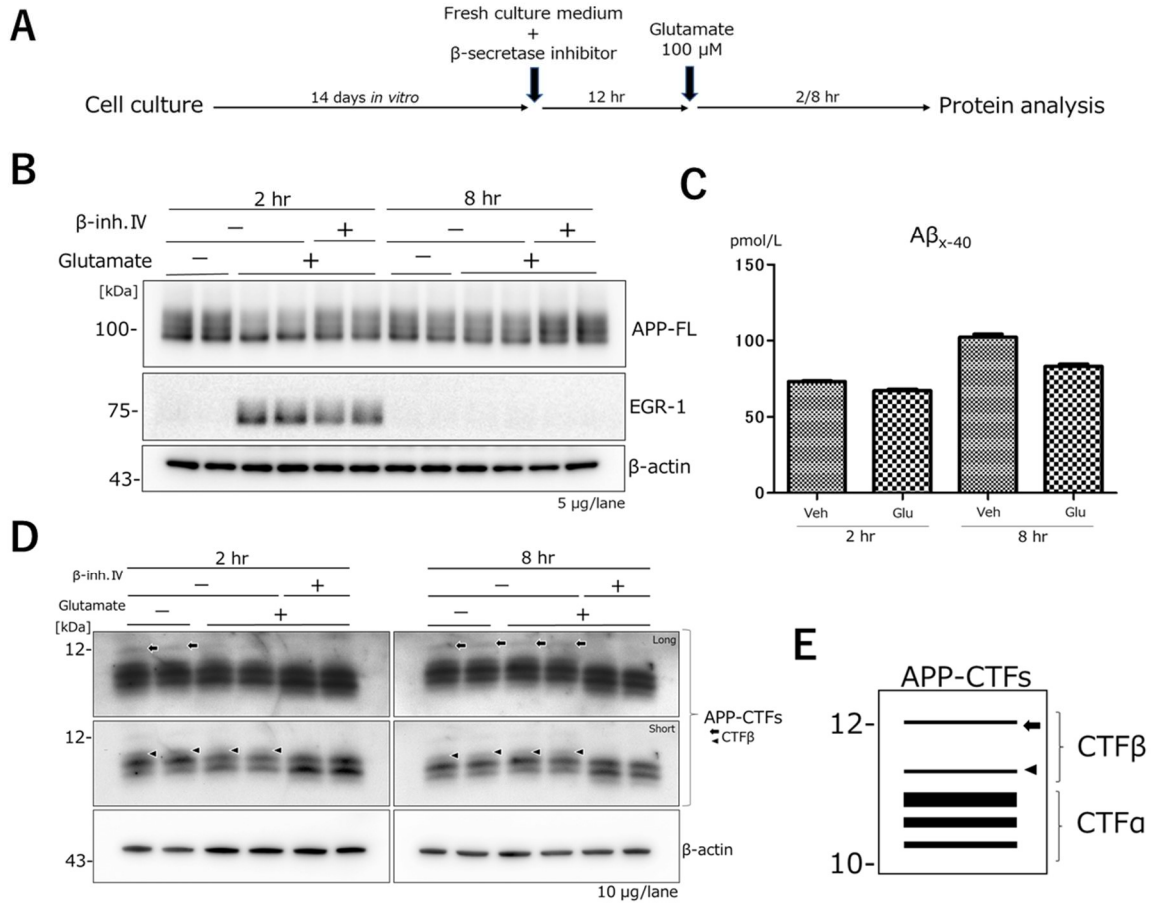 A
Fresh culture medium
+
β-secretase inhibitor
Glutamate
100 μM
Cell culture
14 days in vitro
12 hr
2/8 hr
Protein analysis
B
2 hr
8 hr
β-inh.Ⅳ
− + − +
Glutamate
− + − +
[kDa]
100-
APP-FL
75-
EGR-1
43-
β-actin
5 μg/lane
C
Aβx-40
pmol/L
150
100
50
0
Veh Glu Veh Glu
2 hr 8 hr
D
2 hr
8 hr
β-inh.Ⅳ
− + − +
Glutamate
− + − +
[kDa]
12-
Long
12-
Short
APP-CTFs
CTFβ
43-
β-actin
10 μg/lane
E
APP-CTFs
12-
CTFβ
CTFα
10-